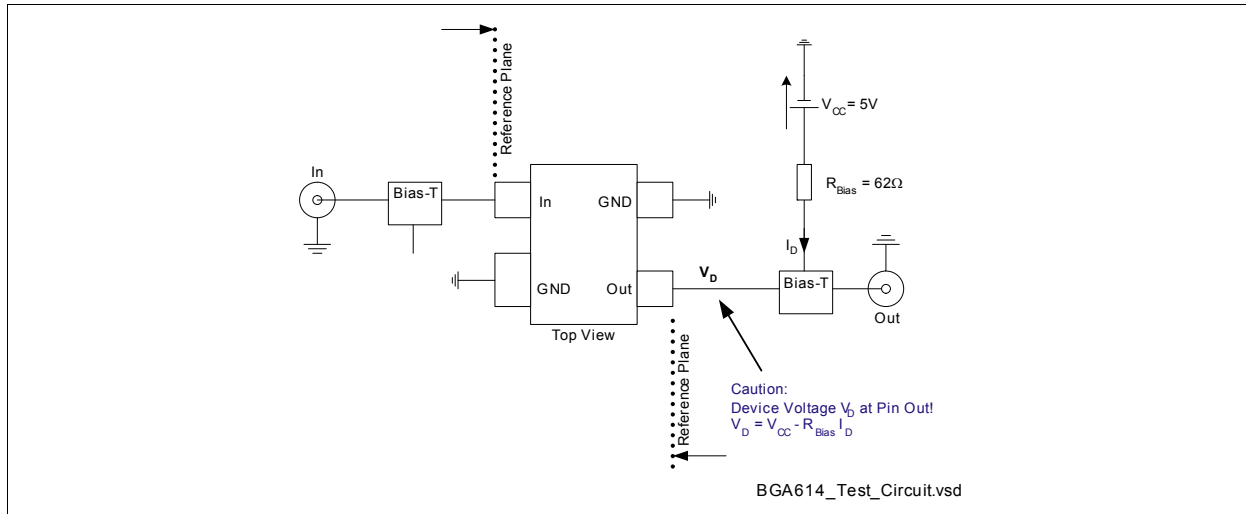 Reference Plane
V_CC = 5V
In
Bias-T
R_Bias = 62Ω
In
GND
I_D
V_D
Bias-T
GND
Out
Out
Top View
Reference Plane
Caution:
Device Voltage V_D at Pin Out!
V_D = V_CC - R_Bias I_D
BGA614_Test_Circuit.vsd